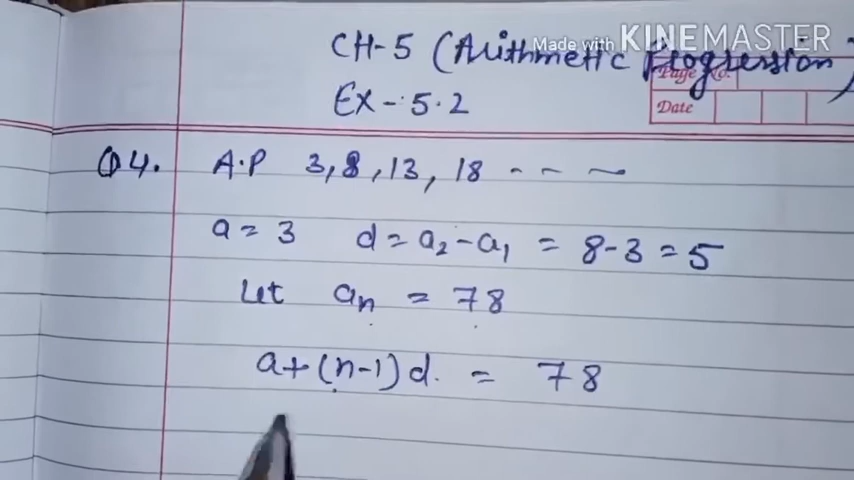 CH-5 (Arithmetic Progression)
Made with KINEMASTER
Page No.
EX - 5.2
Date
Q4. A.P 3, 8, 13, 18 - - ~
a = 3 d = a₂ - a₁ = 8 - 3 = 5
Let aₙ = 78
a + (n-1) d. = 78